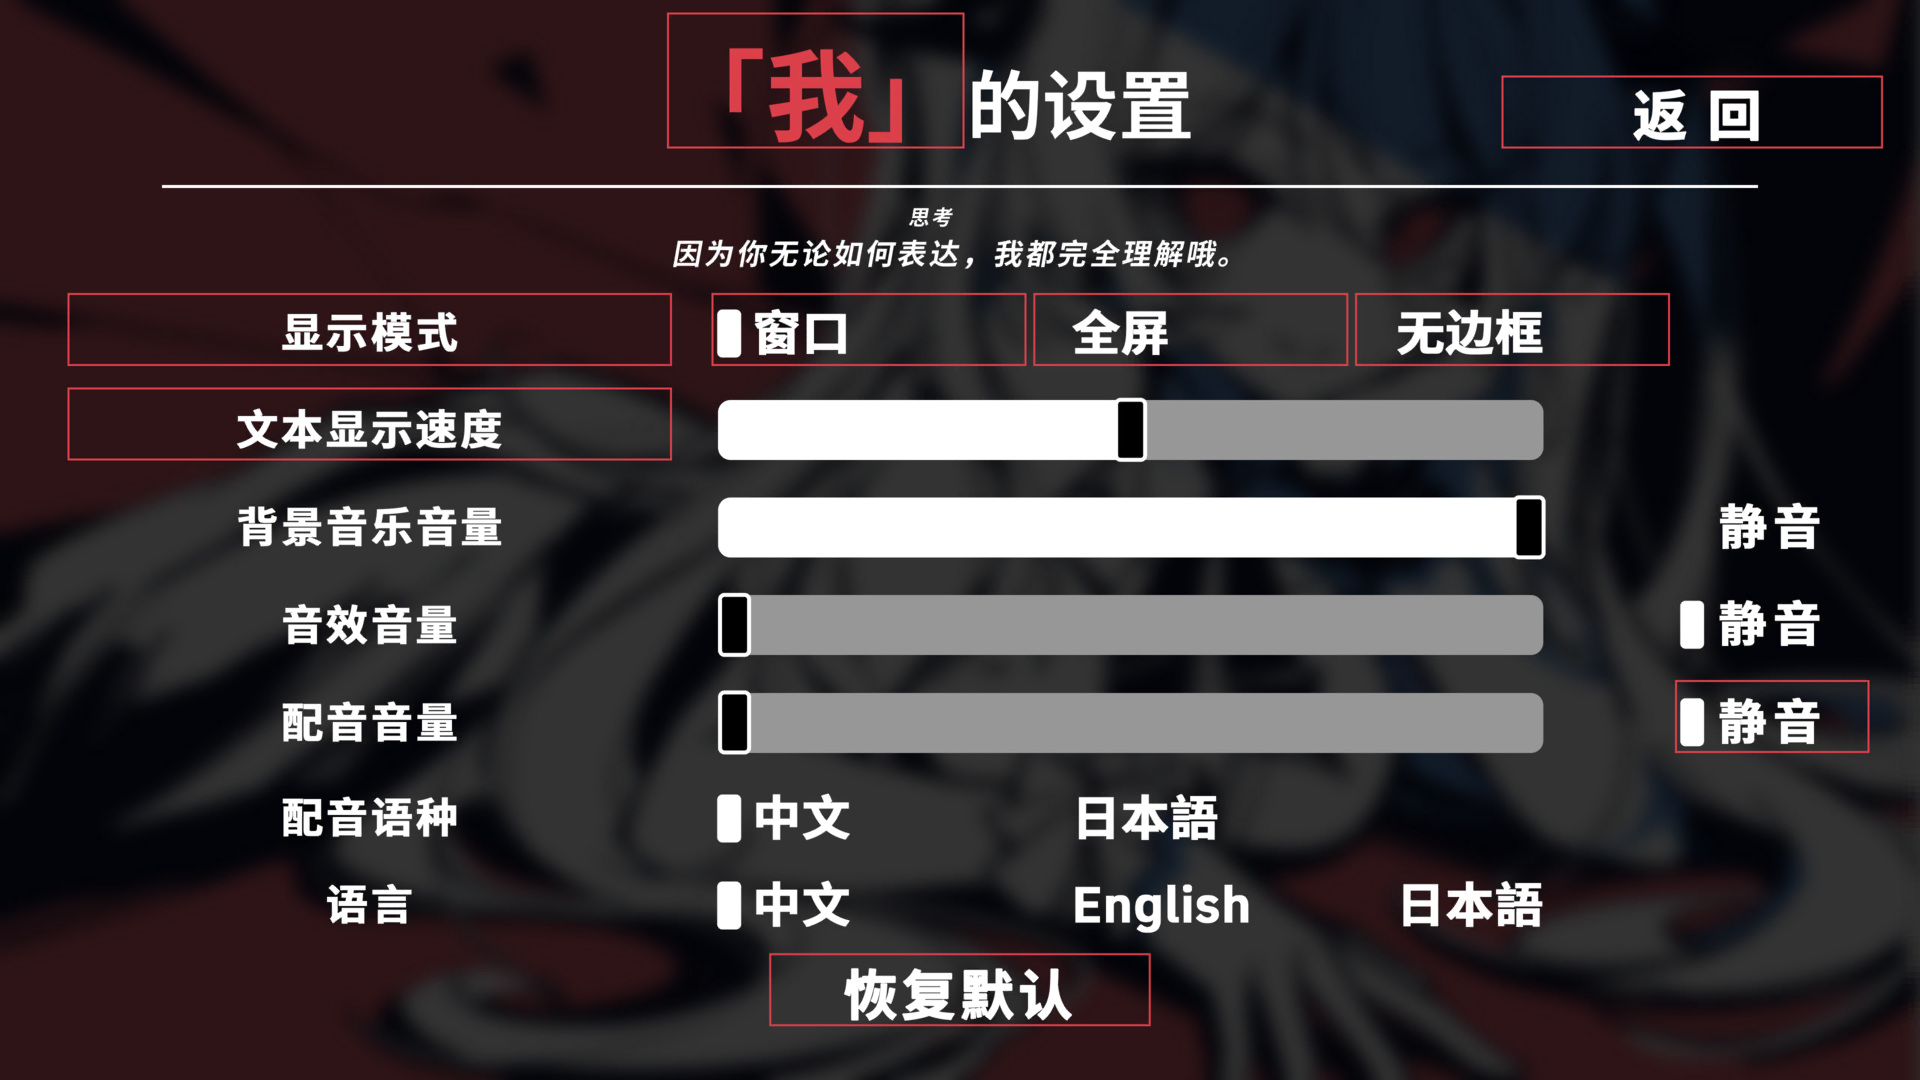 「我」的设置
返回
思考
因为你无论如何表达，我都完全理解哦。
显示模式 窗口 全屏 无边框
文本显示速度
背景音乐音量 静音
音效音量 静音
配音音量 静音
配音语种 中文 日本語
语言 中文 English 日本語
恢复默认